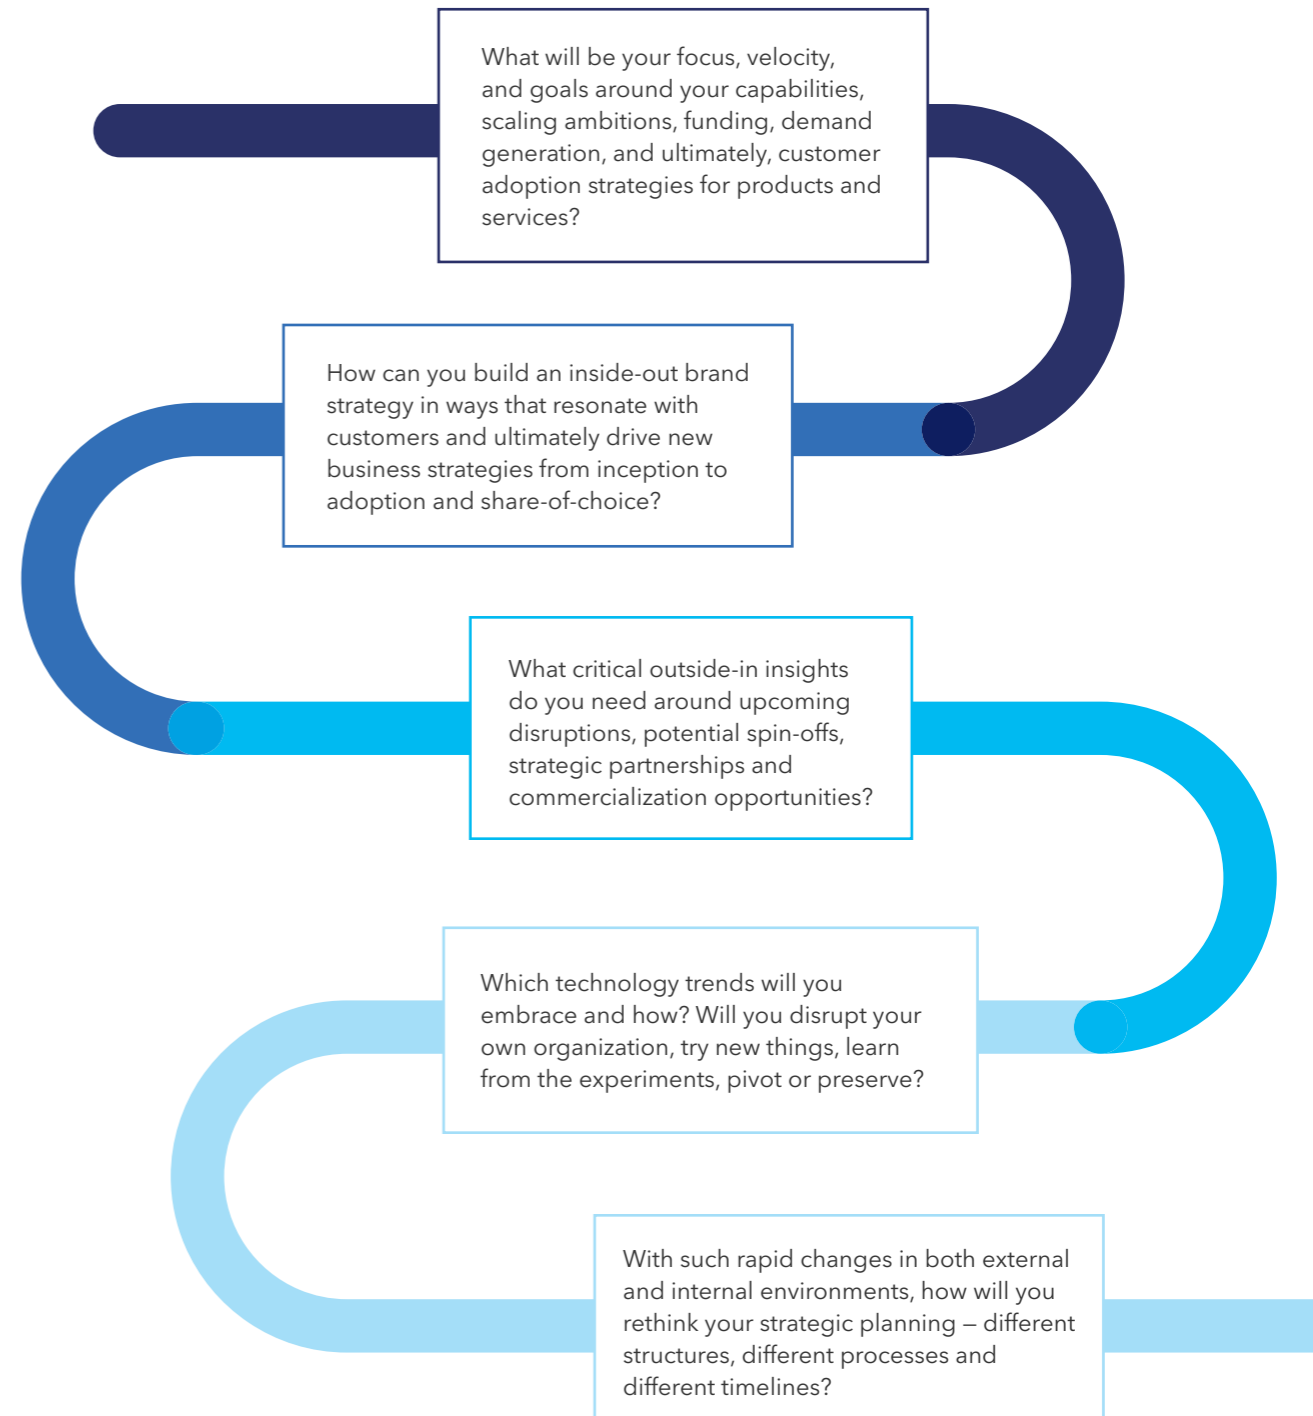 What will be your focus, velocity,
and goals around your capabilities,
scaling ambitions, funding, demand
generation, and ultimately, customer
adoption strategies for products and
services?
How can you build an inside-out brand
strategy in ways that resonate with
customers and ultimately drive new
business strategies from inception to
adoption and share-of-choice?
What critical outside-in insights
do you need around upcoming
disruptions, potential spin-offs,
strategic partnerships and
commercialization opportunities?
Which technology trends will you
embrace and how? Will you disrupt your
own organization, try new things, learn
from the experiments, pivot or preserve?
With such rapid changes in both external
and internal environments, how will you
rethink your strategic planning – different
structures, different processes and
different timelines?